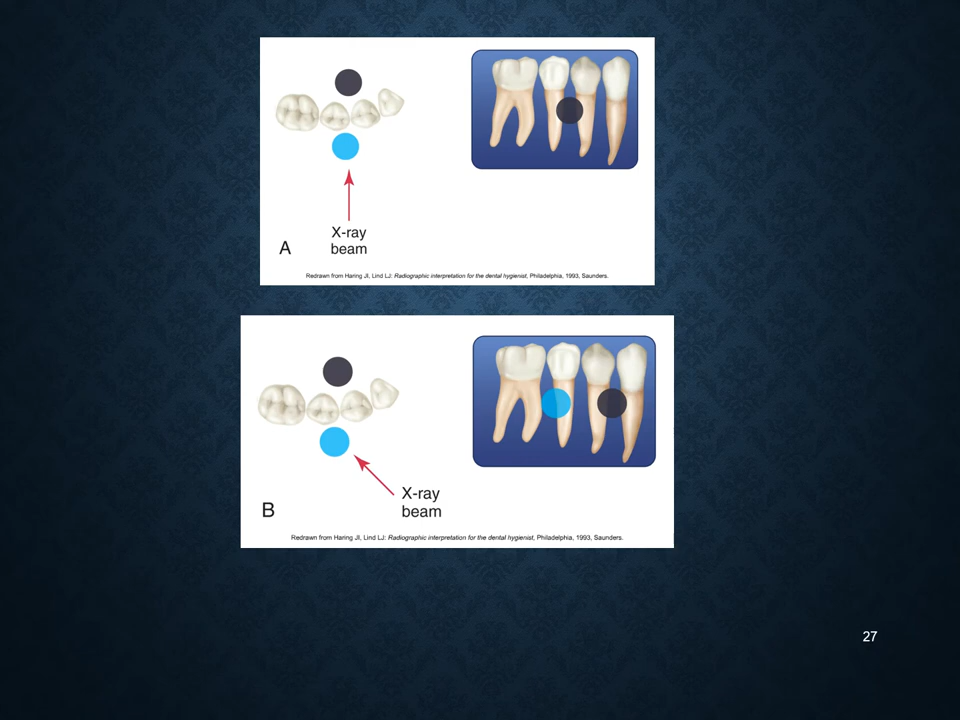 X-ray
beam
A
Redrawn from Haring JI, Lind LJ: Radiographic interpretation for the dental hygienist, Philadelphia, 1993, Saunders.
X-ray
beam
B
Redrawn from Haring JI, Lind LJ: Radiographic interpretation for the dental hygienist, Philadelphia, 1993, Saunders.
27